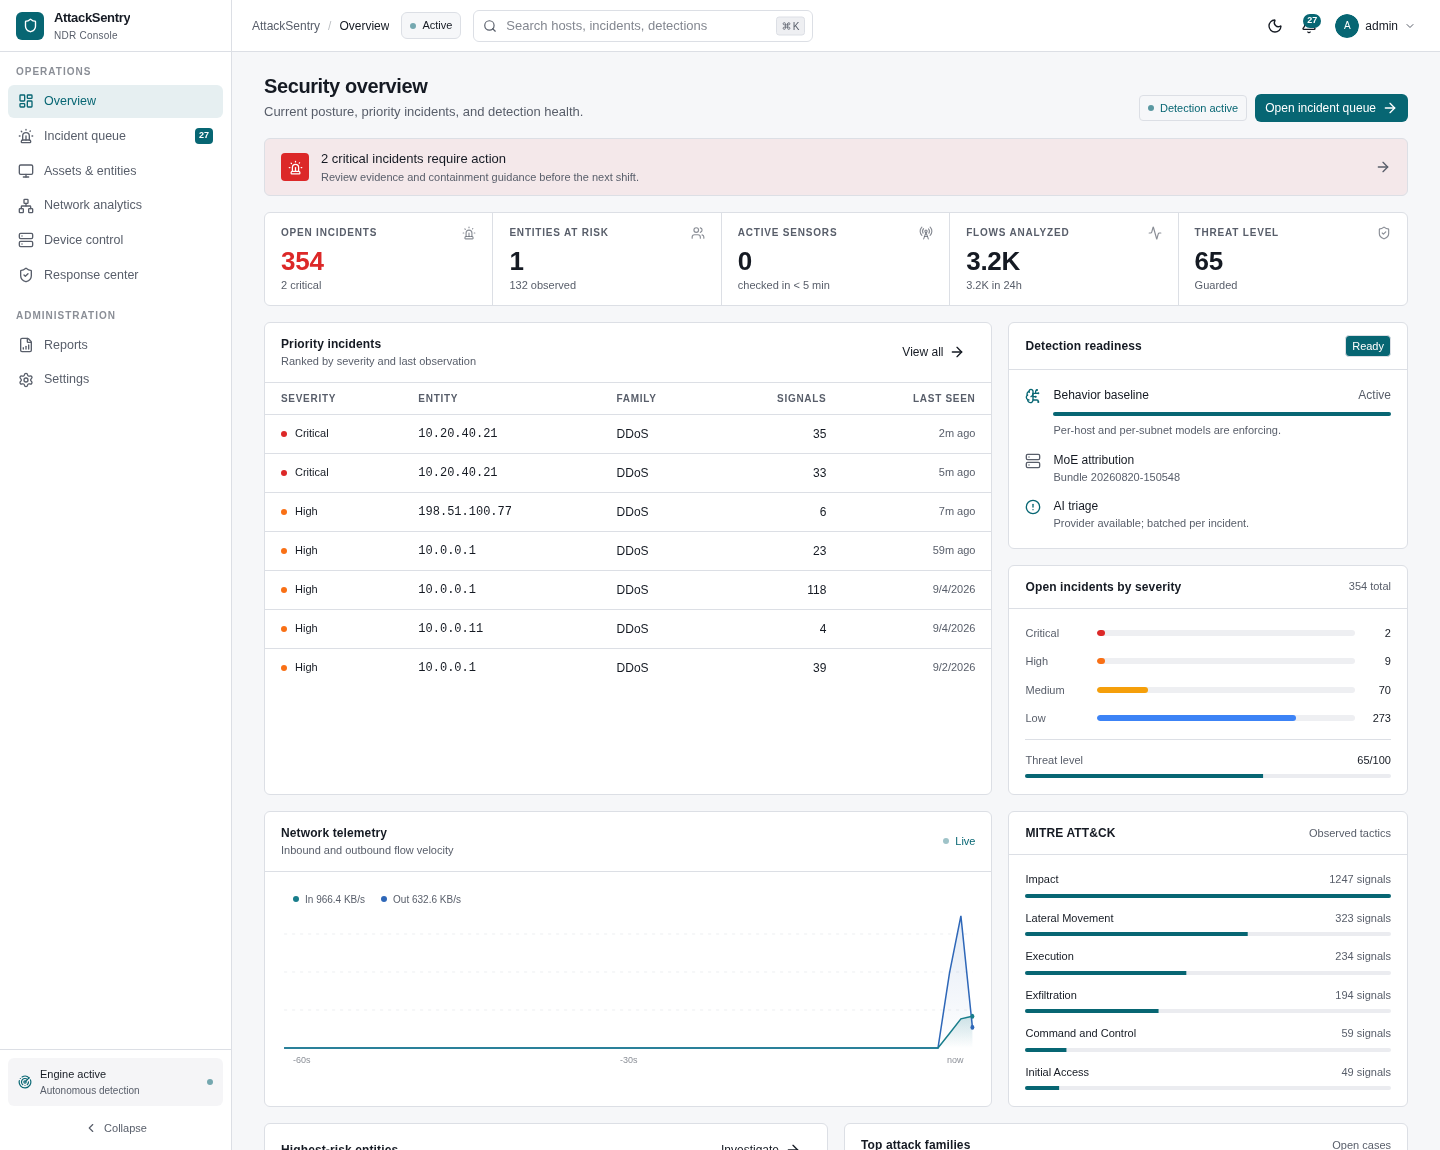 AttackSentry
NDR Console
OPERATIONS
Overview
Incident queue 27
Assets & entities
Network analytics
Device control
Response center
ADMINISTRATION
Reports
Settings
Engine active
Autonomous detection
Collapse
AttackSentry / Overview Active Search hosts, incidents, detections ⌘K 27 A admin
Security overview
Current posture, priority incidents, and detection health.
Detection active Open incident queue
2 critical incidents require action
Review evidence and containment guidance before the next shift.
OPEN INCIDENTS
354
2 critical
ENTITIES AT RISK
1
132 observed
ACTIVE SENSORS
0
checked in < 5 min
FLOWS ANALYZED
3.2K
3.2K in 24h
THREAT LEVEL
65
Guarded
Priority incidents
Ranked by severity and last observation
View all
SEVERITY ENTITY FAMILY SIGNALS LAST SEEN
Critical 10.20.40.21 DDoS 35 2m ago
Critical 10.20.40.21 DDoS 33 5m ago
High 198.51.100.77 DDoS 6 7m ago
High 10.0.0.1 DDoS 23 59m ago
High 10.0.0.1 DDoS 118 9/4/2026
High 10.0.0.11 DDoS 4 9/4/2026
High 10.0.0.1 DDoS 39 9/2/2026
Detection readiness Ready
Behavior baseline Active
Per-host and per-subnet models are enforcing.
MoE attribution
Bundle 20260820-150548
AI triage
Provider available; batched per incident.
Open incidents by severity 354 total
Critical 2
High 9
Medium 70
Low 273
Threat level 65/100
Network telemetry
Inbound and outbound flow velocity
Live
In 966.4 KB/s Out 632.6 KB/s
-60s -30s now
MITRE ATT&CK Observed tactics
Impact 1247 signals
Lateral Movement 323 signals
Execution 234 signals
Exfiltration 194 signals
Command and Control 59 signals
Initial Access 49 signals
Highest-risk entities Investigate
Top attack families Open cases